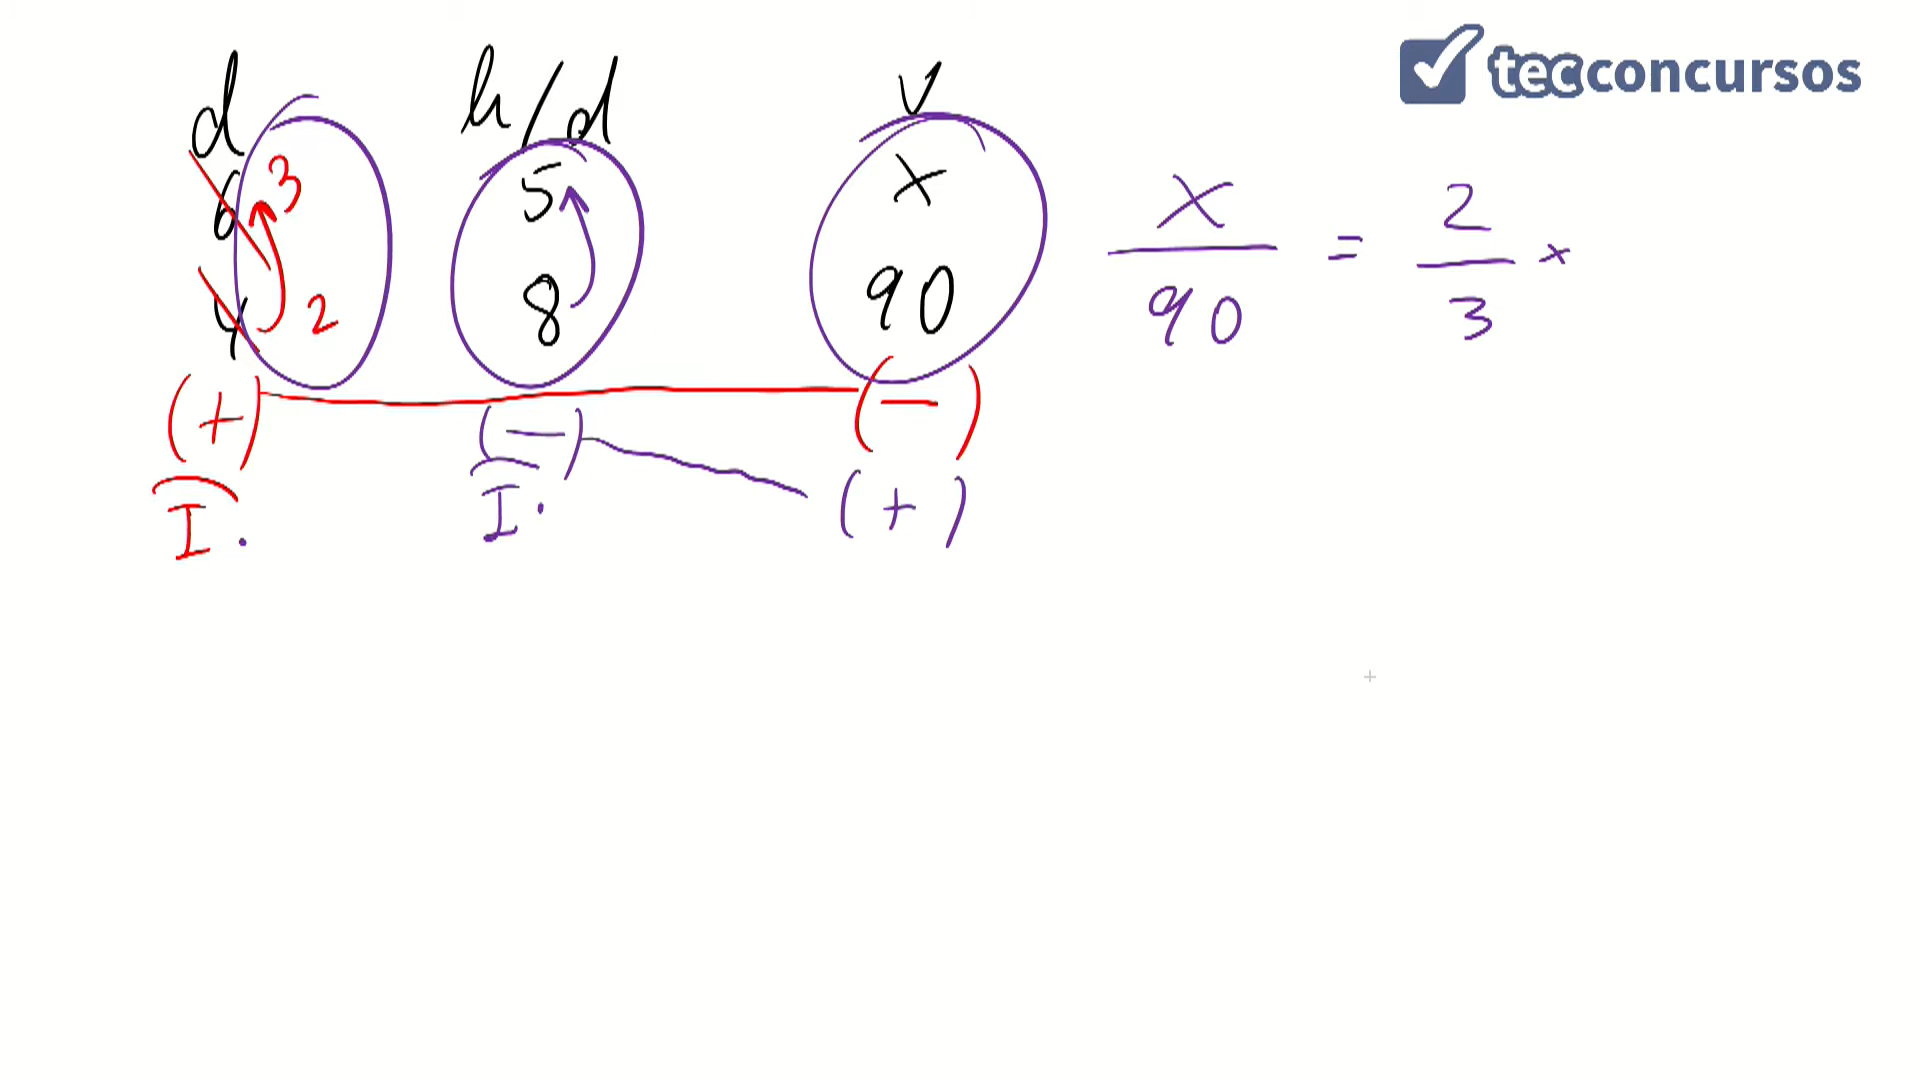 tecconcursos
d h/d v
6 3 5 x
4 2 8 90
x/90 = 2/3 ×
(+) (−) (−)
I. I. (+)